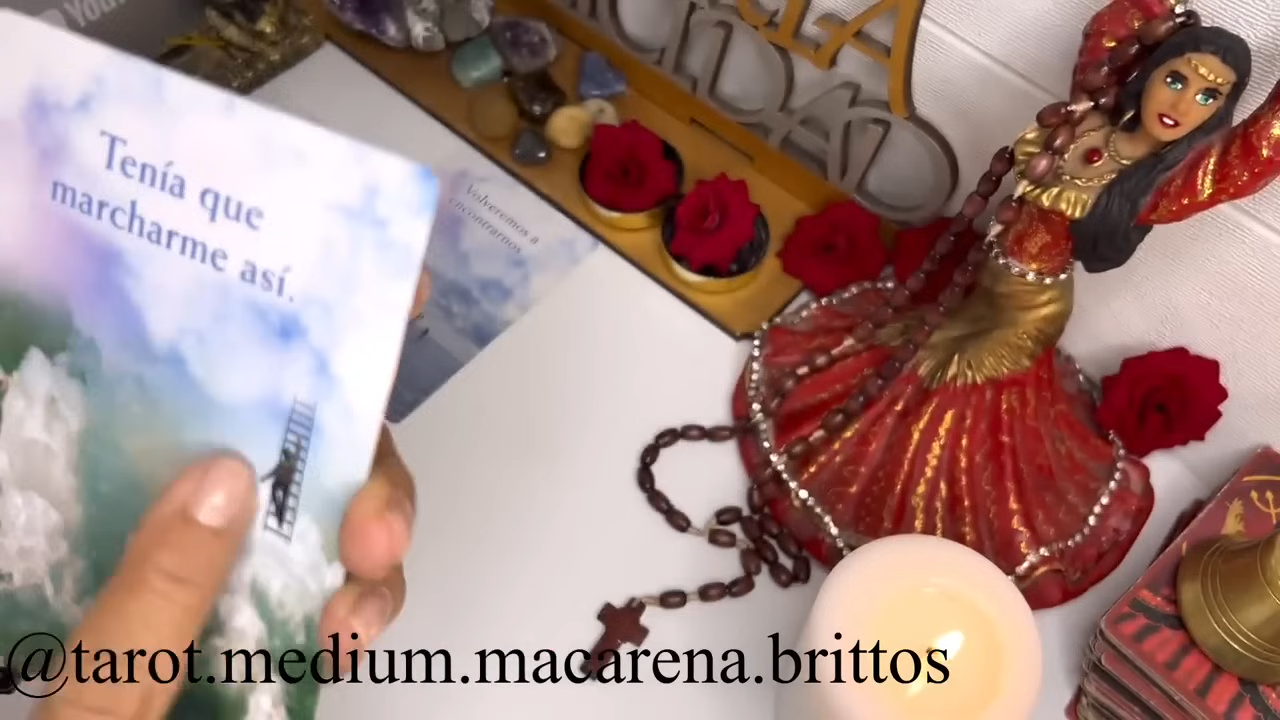 Tenía que
marcharme así.
Volveremos a
encontrarnos
@tarot.medium.macarena.brittos